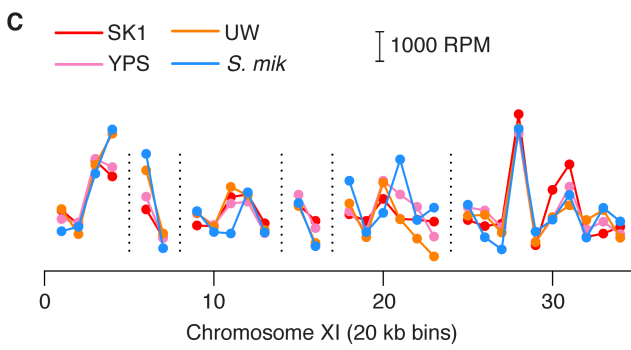 C
SK1 UW
YPS S. mik
1000 RPM
0 10 20 30
Chromosome XI (20 kb bins)